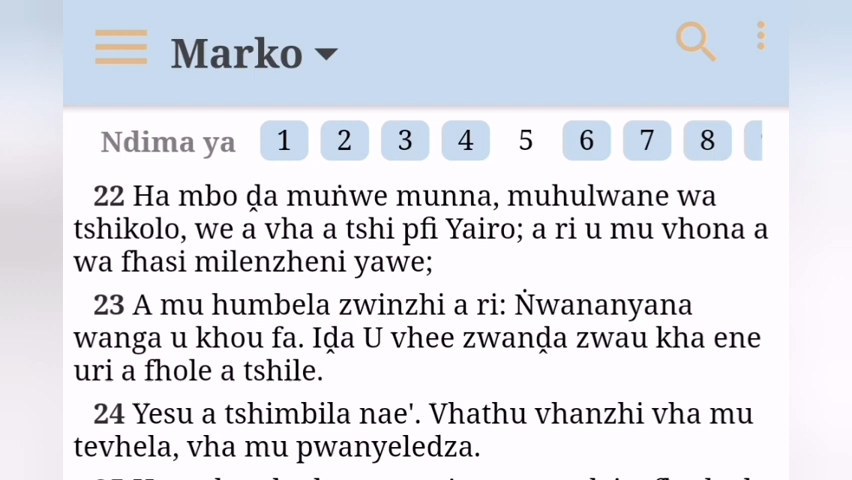 Marko
Ndima ya 1 2 3 4 5 6 7 8
22 Ha mbo ḓa muṅwe munna, muhulwane wa
tshikolo, we a vha a tshi pfi Yairo; a ri u mu vhona a
wa fhasi milenzheni yawe;
23 A mu humbela zwinzhi a ri: Ṅwananyana
wanga u khou fa. Iḓa U vhee zwanḓa zwau kha ene
uri a fhole a tshile.
24 Yesu a tshimbila nae'. Vhathu vhanzhi vha mu
tevhela, vha mu pwanyeledza.